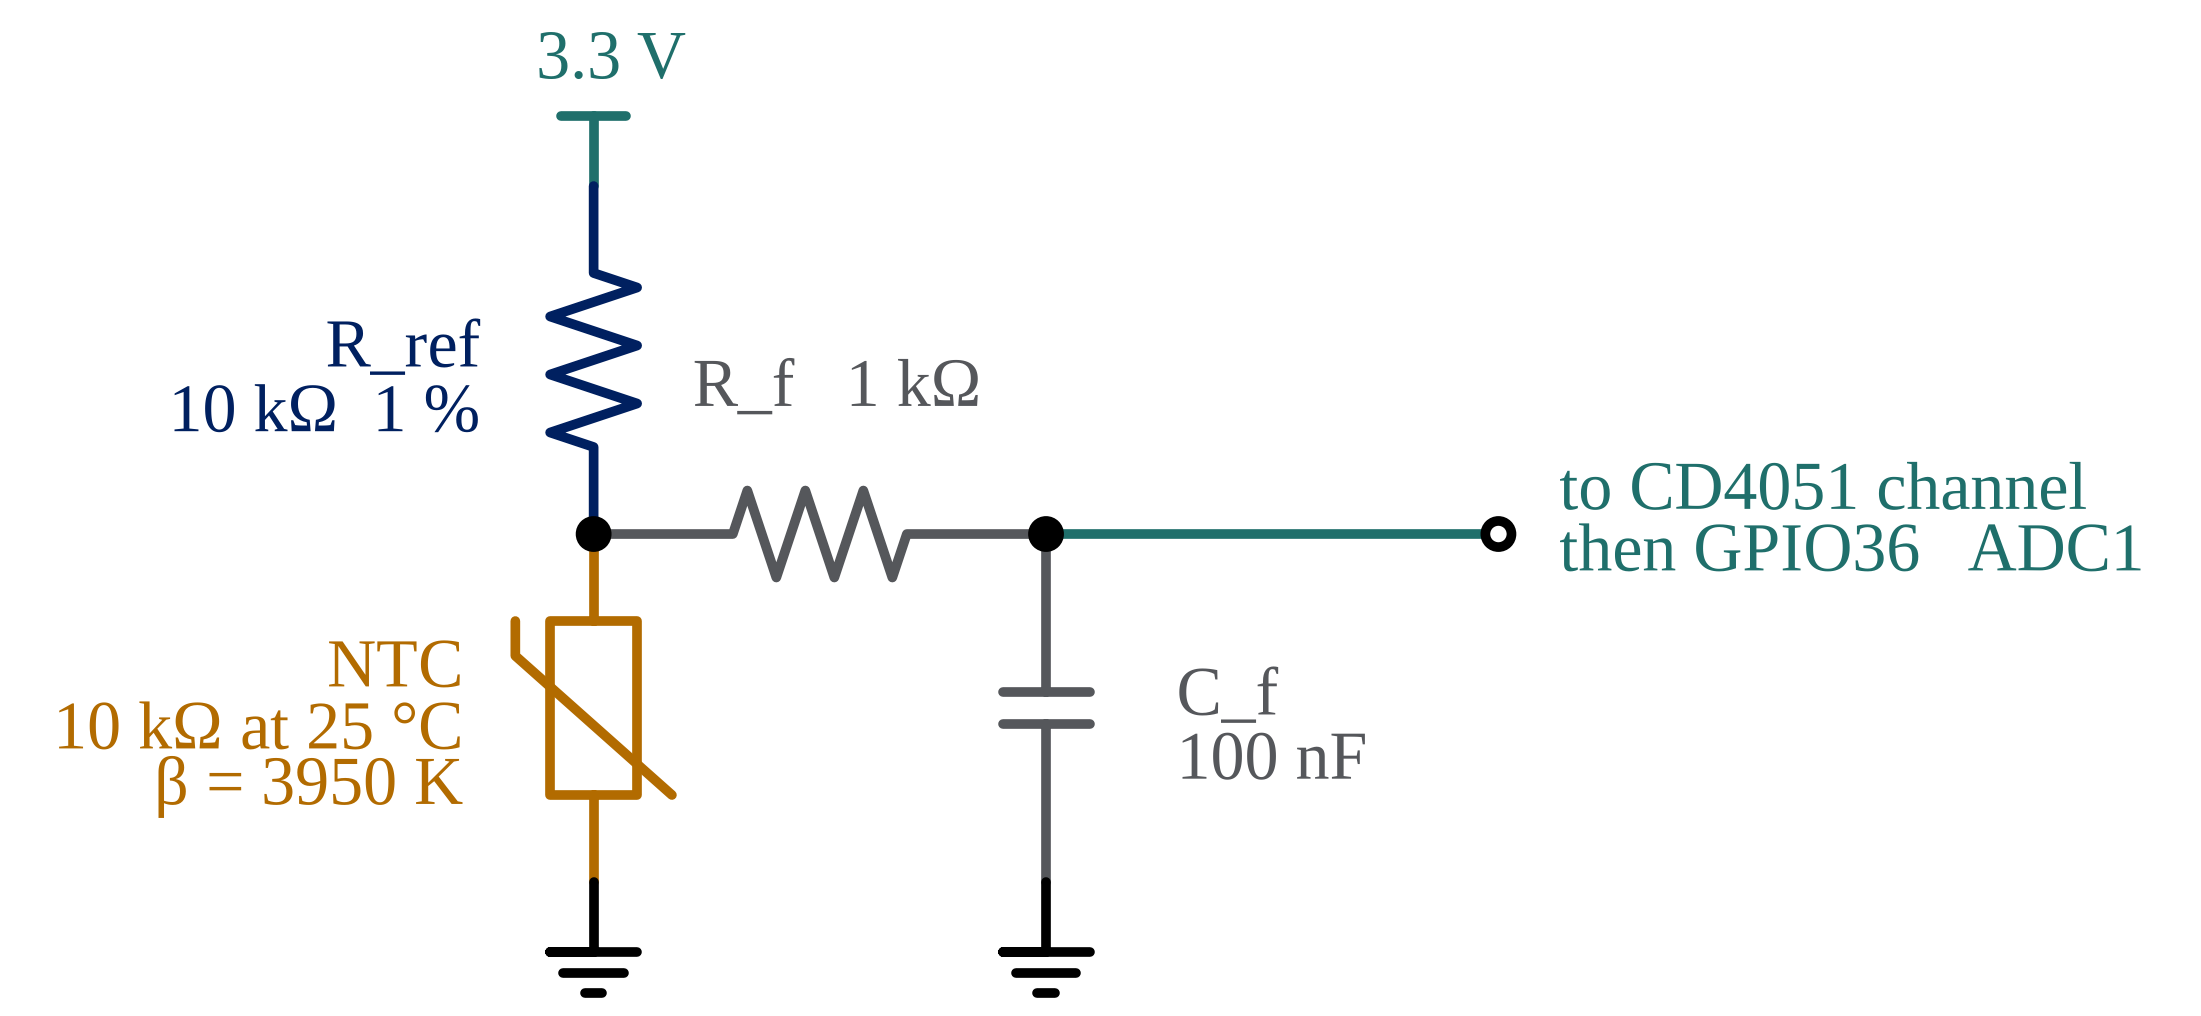 3.3 V
R_ref
10 kΩ 1 %
R_f 1 kΩ
to CD4051 channel
then GPIO36 ADC1
NTC
10 kΩ at 25 °C
β = 3950 K
C_f
100 nF